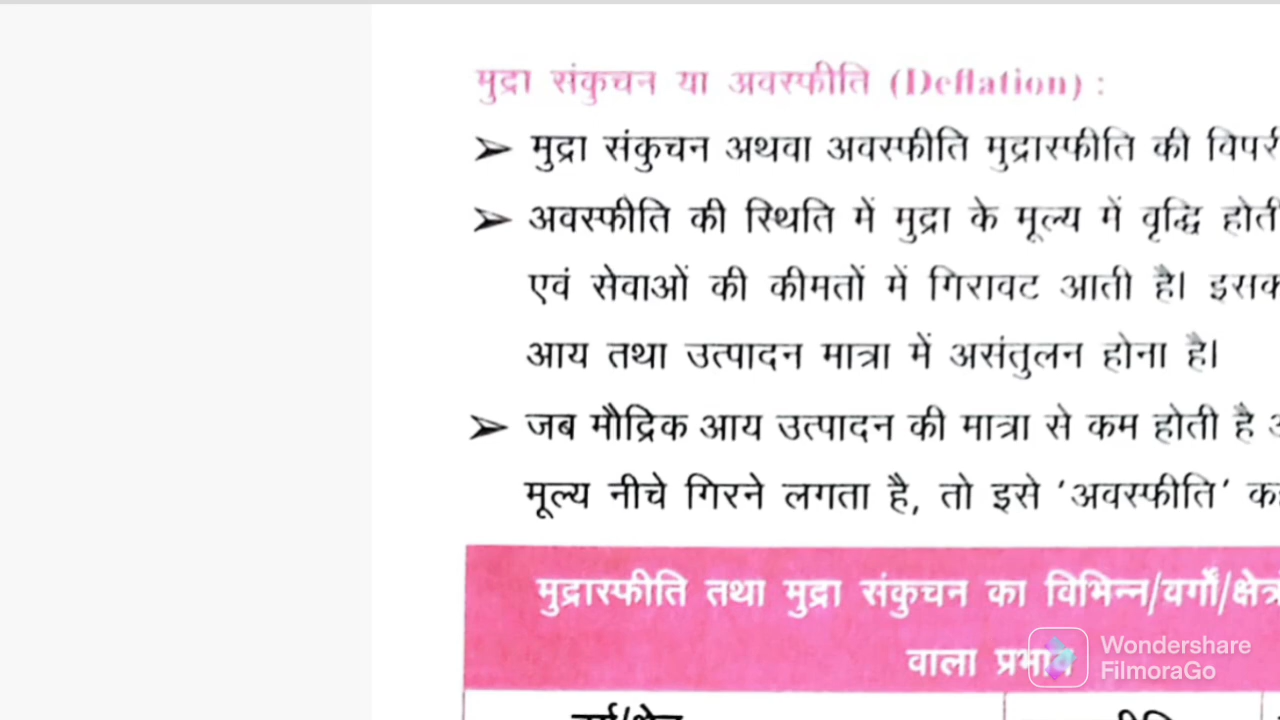 मुद्रा संकुचन या अवस्फीति (Deflation) :
➢ मुद्रा संकुचन अथवा अवस्फीति मुद्रास्फीति की
➢ अवस्फीति की स्थिति में मुद्रा के मूल्य में वृद्धि होती
एवं सेवाओं की कीमतों में गिरावट आती है। इसक
आय तथा उत्पादन मात्रा में असंतुलन होना है।
➢ जब मौद्रिक आय उत्पादन की मात्रा से कम होती है
मूल्य नीचे गिरने लगता है, तो इसे 'अवस्फीति' क
मुद्रास्फीति तथा मुद्रा संकुचन का विभिन्न/वर्गों/क्षेत्र
वाला प्रभाव
Wondershare
FilmoraGo